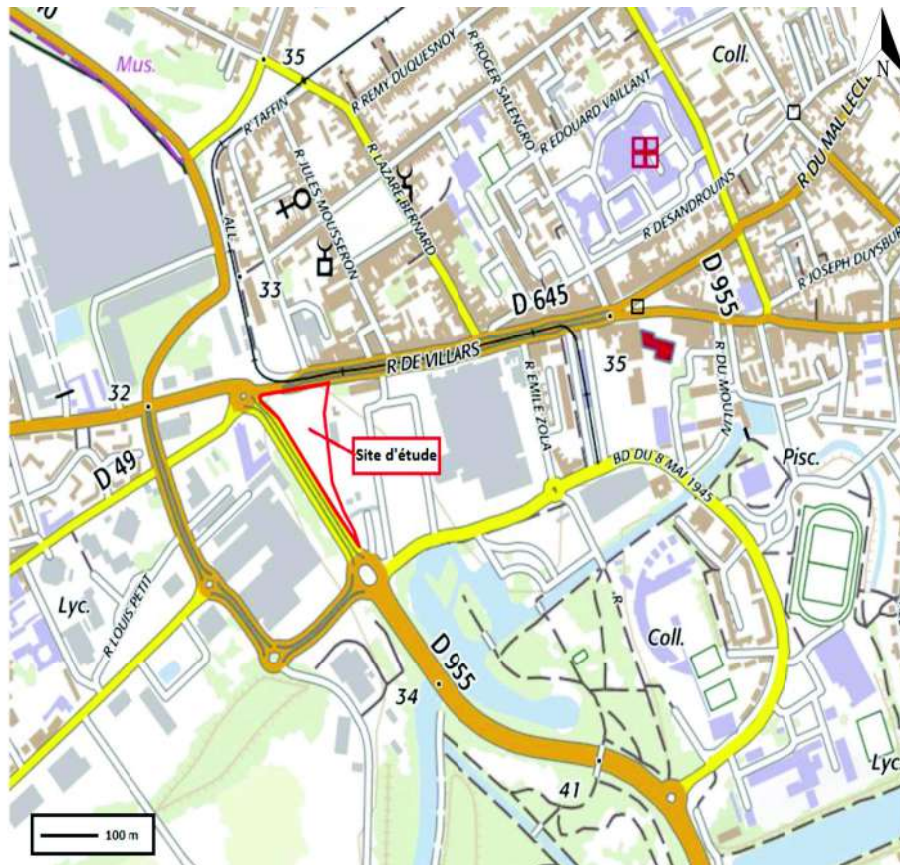 Mus.
35
R TAFFIN
R REMY DUQUESNOY
R ROGER SALENGRO
R EDOUARD VAILLANT
Coll.
N
R DU MAL LECLE
R JULES MOUSSERON
R LAZARE BERNARD
R DESANDROUINS
ALL
33
D 645
D 955
R JOSEPH DUYSBUR
R DE VILLARS
35
R EMILE ZOLA
R DU MOULIN
32
D 49
Site d'étude
BD DU 8 MAI 1945
Pisc.
Lyc.
R LOUIS PETIT
R
Coll.
D 955
34
41
Lyc.
100 m